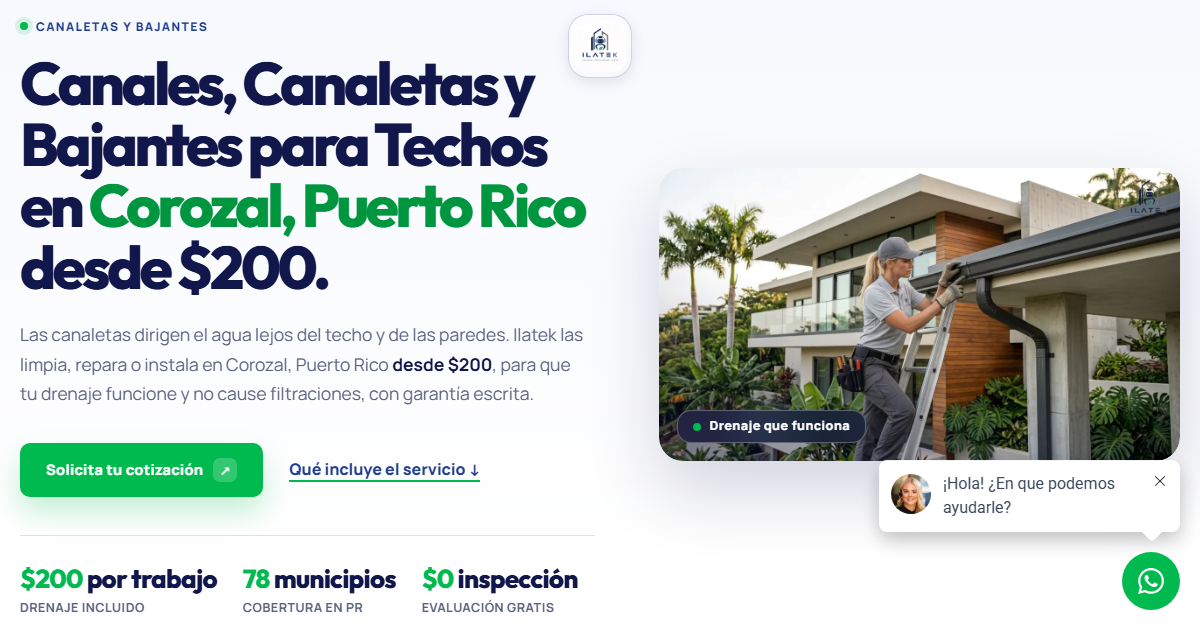 CANALETAS Y BAJANTES
ILATEK
Canales, Canaletas y
Bajantes para Techos
en Corozal, Puerto Rico
desde $200.
Las canaletas dirigen el agua lejos del techo y de las paredes. Ilatek las
limpia, repara o instala en Corozal, Puerto Rico desde $200, para que
tu drenaje funcione y no cause filtraciones, con garantía escrita.
Solicita tu cotización ↗
Qué incluye el servicio ↓
$200 por trabajo
DRENAJE INCLUIDO
78 municipios
COBERTURA EN PR
$0 inspección
EVALUACIÓN GRATIS
ILATEK
Drenaje que funciona
¡Hola! ¿En que podemos
ayudarle?